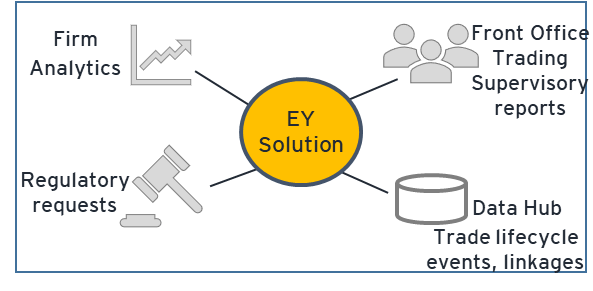 Firm
Analytics
Front Office
Trading
Supervisory
reports
EY
Solution
Regulatory
requests
Data Hub
Trade lifecycle
events, linkages